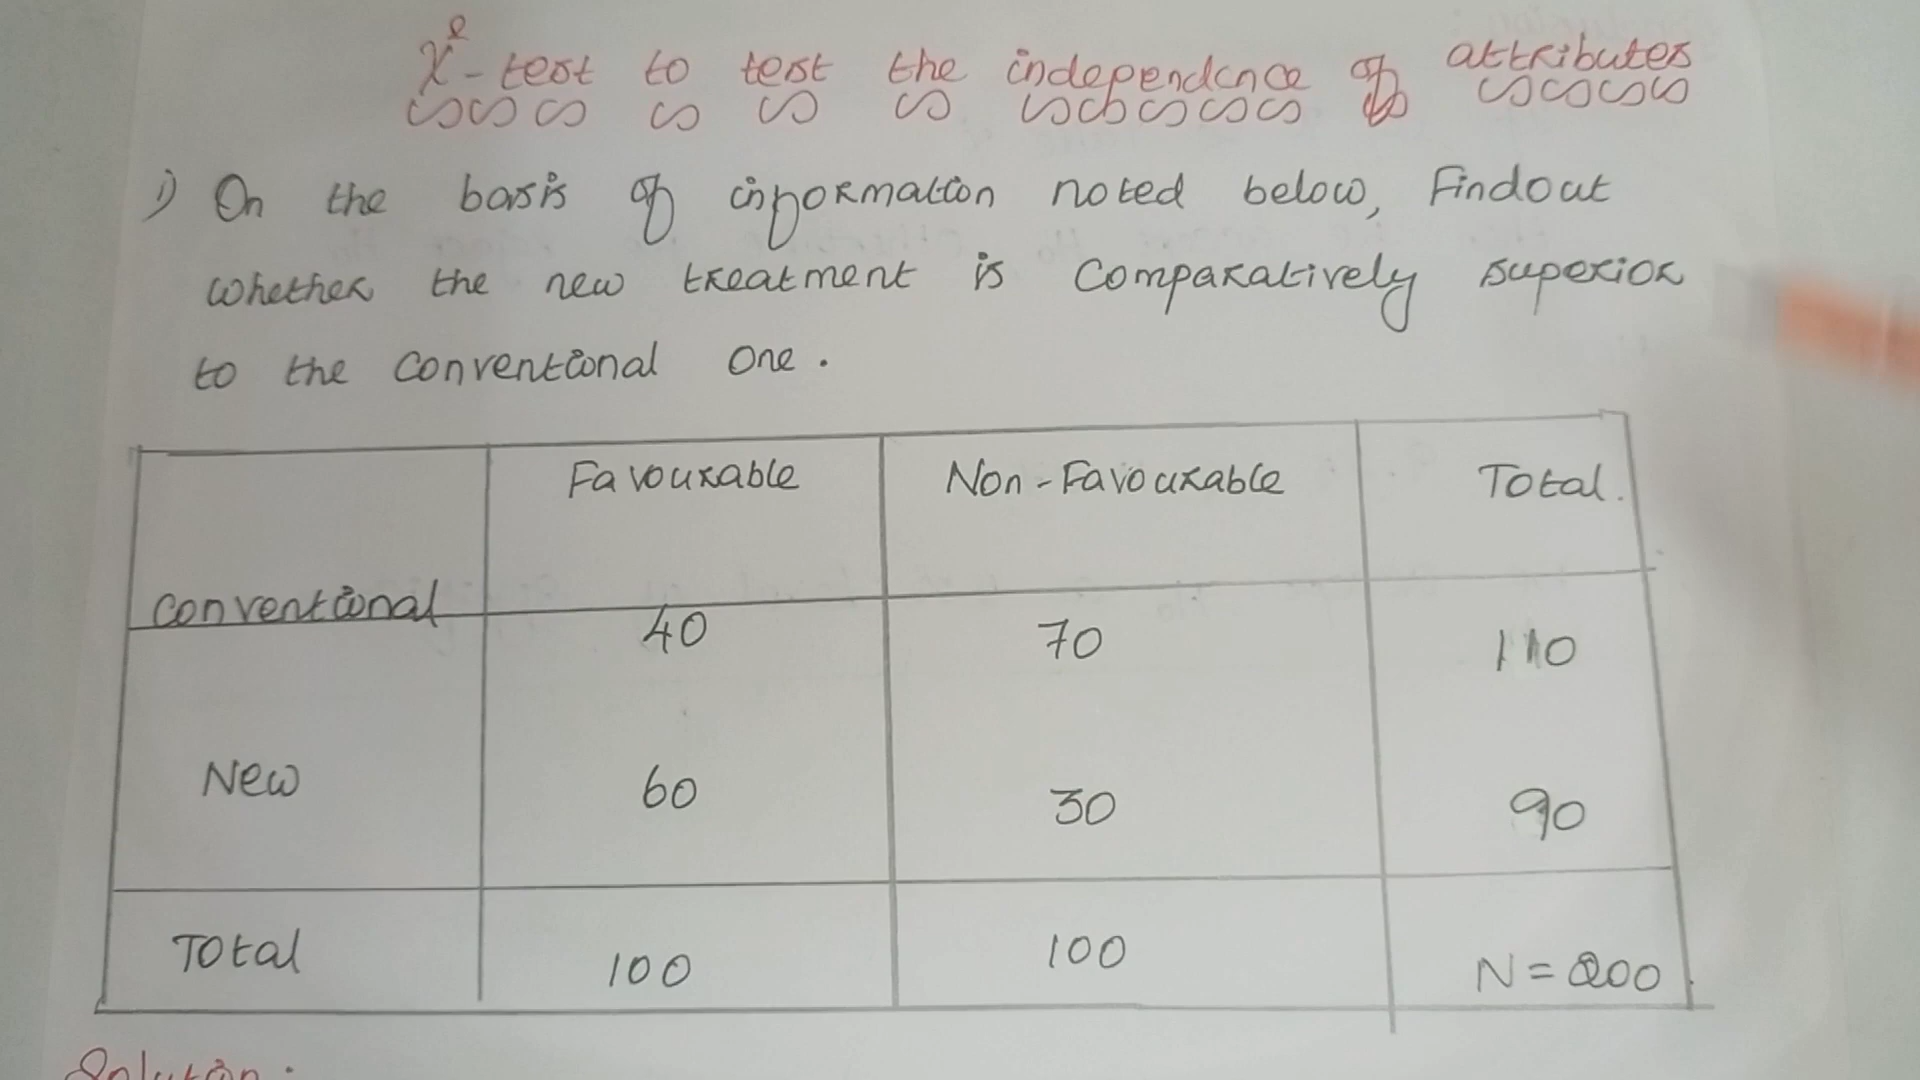 χ²-test to test the independence of attributes
1) On the basis of information noted below, Findout
whether the new treatment is comparatively superior
to the conventional one.
Favourable Non-Favourable Total.
Conventional 40 70 110
New 60 30 90
Total 100 100 N = 200
Solution: